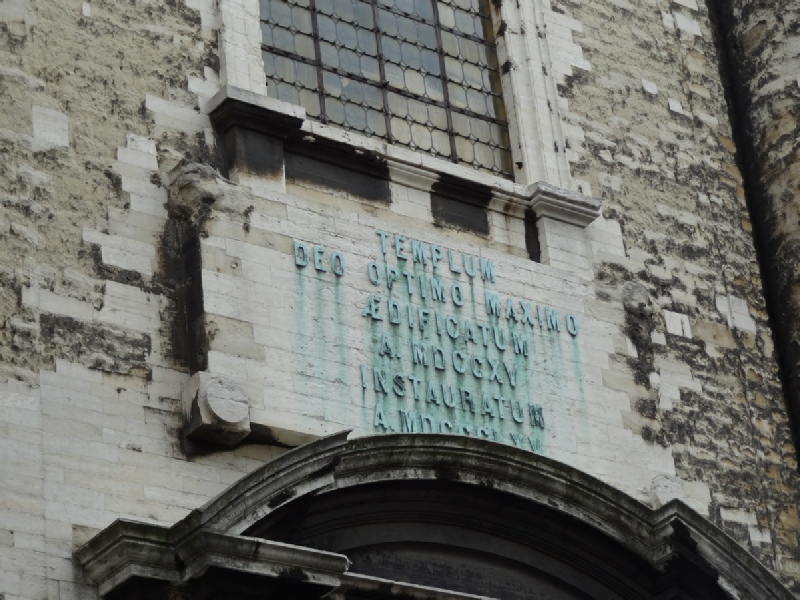 TEMPLUM
DEO OPTIMO MAXIMO
ÆDIFICATUM
A. MDCCXV
INSTAURATUM
A.